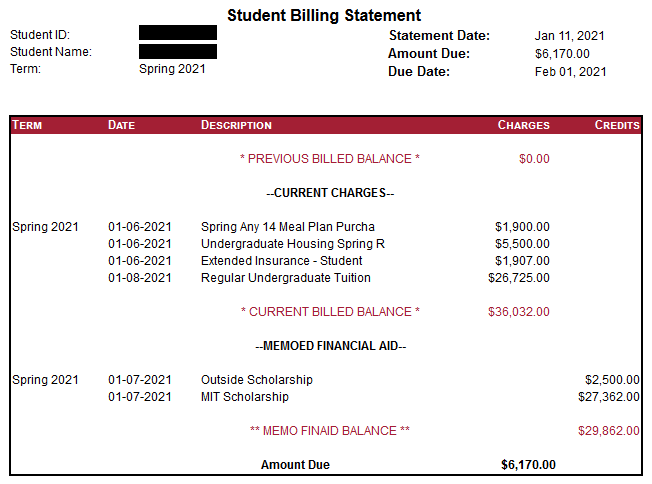 Student Billing Statement
Student ID: Statement Date: Jan 11, 2021
Student Name: Amount Due: $6,170.00
Term: Spring 2021 Due Date: Feb 01, 2021
TERM DATE DESCRIPTION CHARGES CREDITS
* PREVIOUS BILLED BALANCE * $0.00
--CURRENT CHARGES--
Spring 2021 01-06-2021 Spring Any 14 Meal Plan Purcha $1,900.00
01-06-2021 Undergraduate Housing Spring R $5,500.00
01-06-2021 Extended Insurance - Student $1,907.00
01-08-2021 Regular Undergraduate Tuition $26,725.00
* CURRENT BILLED BALANCE * $36,032.00
--MEMOED FINANCIAL AID--
Spring 2021 01-07-2021 Outside Scholarship $2,500.00
01-07-2021 MIT Scholarship $27,362.00
** MEMO FINAID BALANCE ** $29,862.00
Amount Due $6,170.00